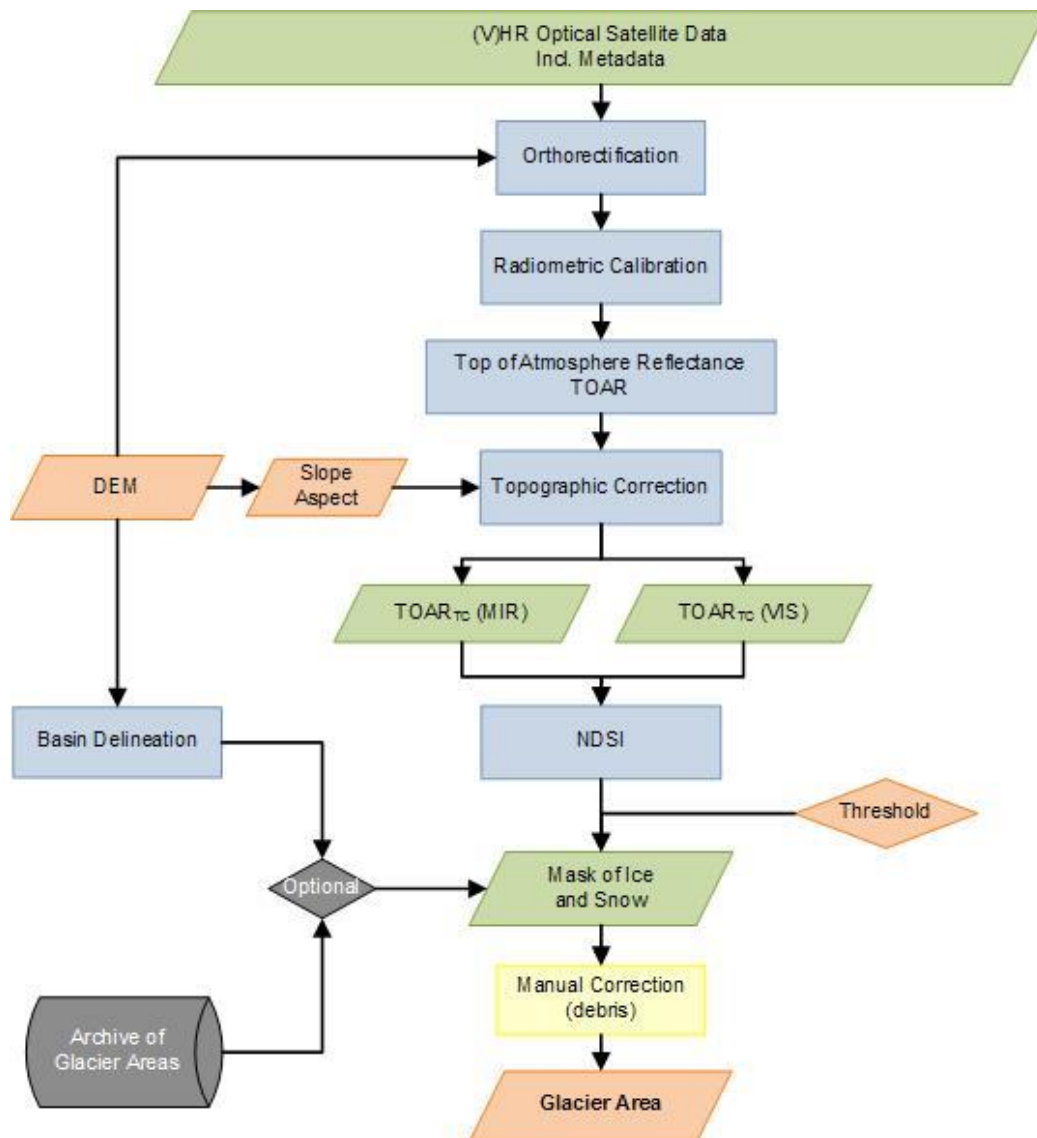 (V)HR Optical Satellite Data
Incl. Metadata
Orthorectification
Radiometric Calibration
Top of Atmosphere Reflectance
TOAR
DEM
Slope
Aspect
Topographic Correction
TOARTC (MIR)
TOARTC (VIS)
Basin Delineation
NDSI
Threshold
Optional
Mask of Ice
and Snow
Manual Correction
(debris)
Archive of
Glacier Areas
Glacier Area